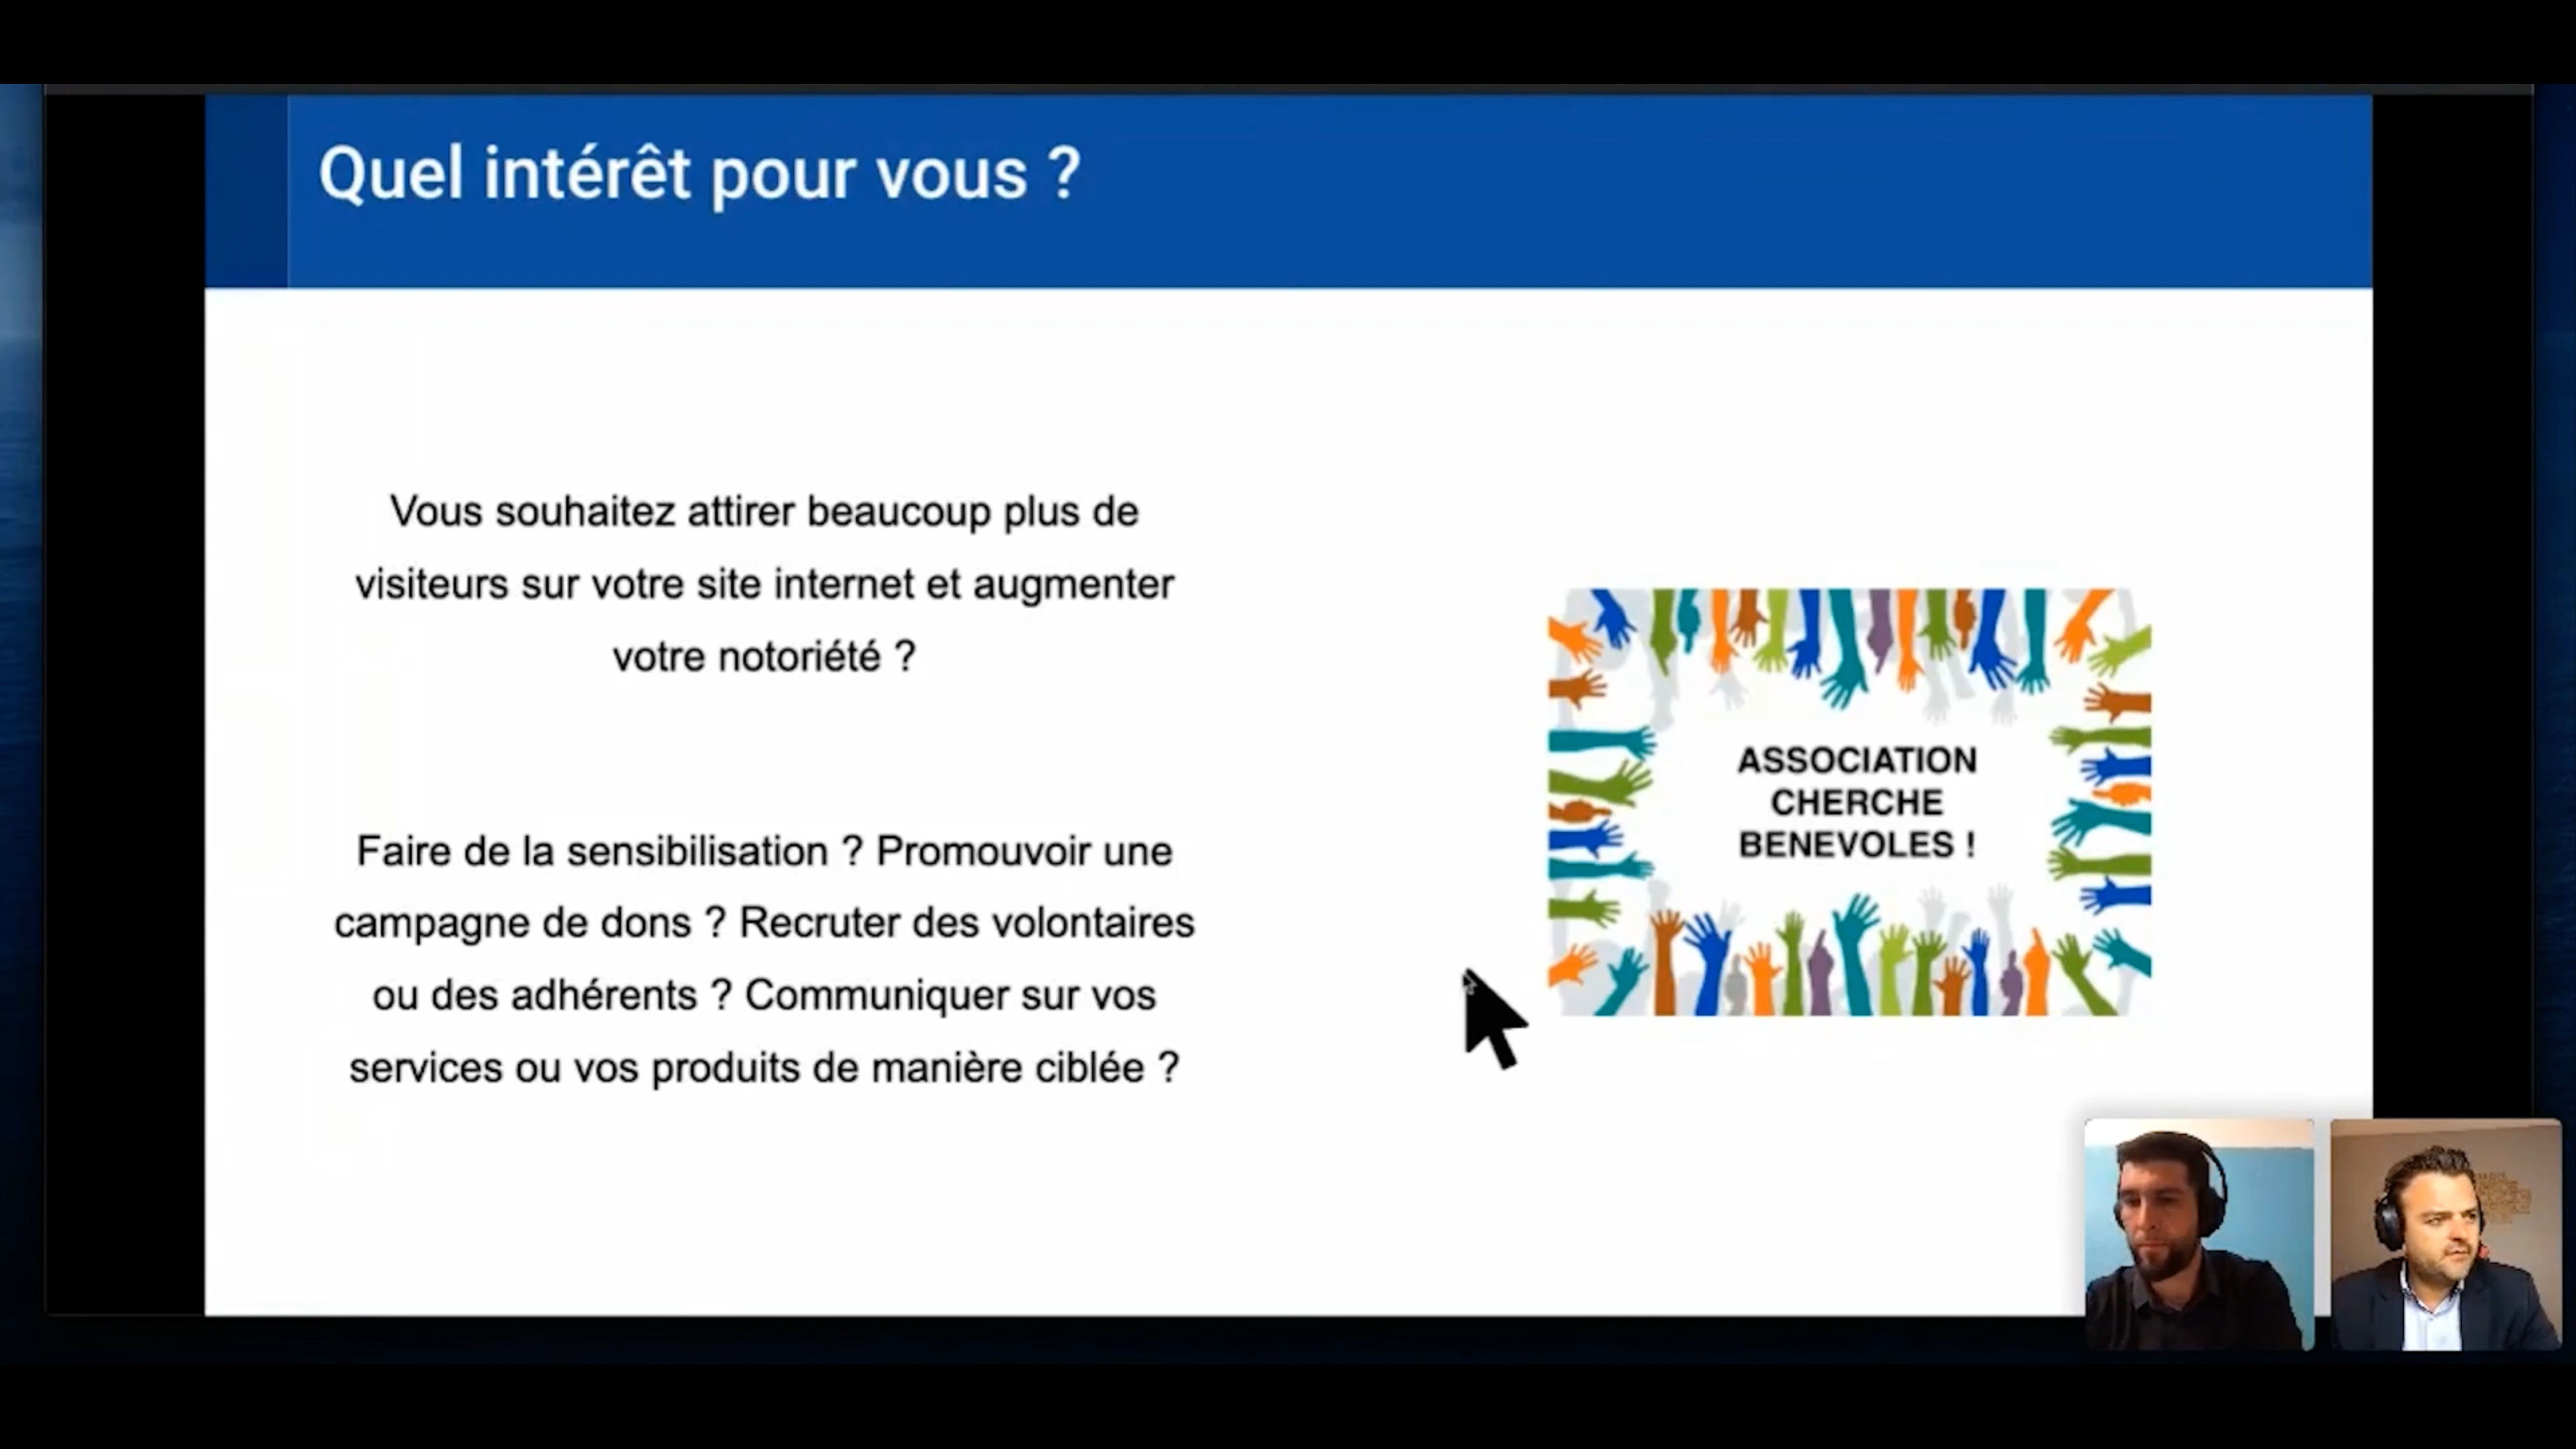 Quel intérêt pour vous ?
Vous souhaitez attirer beaucoup plus de
visiteurs sur votre site internet et augmenter
votre notoriété ?
Faire de la sensibilisation ? Promouvoir une
campagne de dons ? Recruter des volontaires
ou des adhérents ? Communiquer sur vos
services ou vos produits de manière ciblée ?
ASSOCIATION
CHERCHE
BENEVOLES !